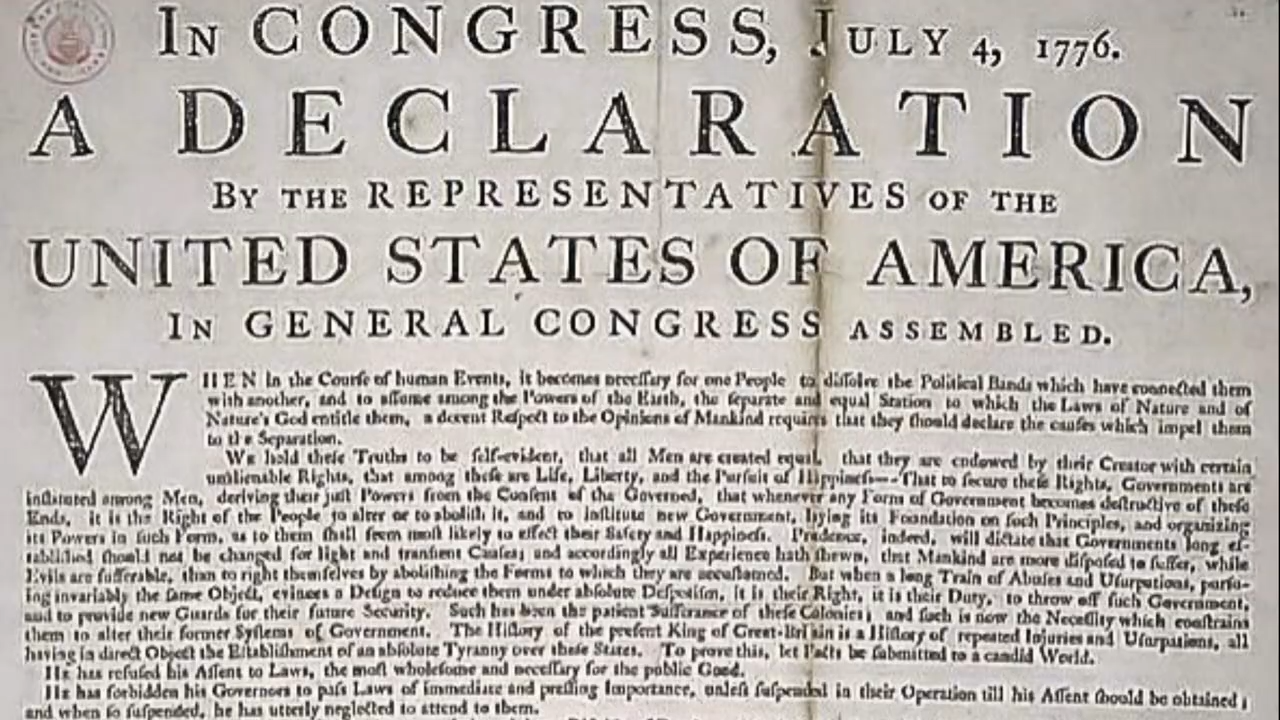 IN CONGRESS, JULY 4, 1776.
A DECLARATION
BY THE REPRESENTATIVES OF THE
UNITED STATES OF AMERICA,
IN GENERAL CONGRESS ASSEMBLED.
WHEN in the Courſe of human Events, it becomes neceſſary for one People to diſſolve the Political Bands which have connected them
with another, and to aſſume among the Powers of the Earth, the ſeparate and equal Station to which the Laws of Nature and of
Nature's God entitle them, a decent Reſpect to the Opinions of Mankind requires that they ſhould declare the cauſes which impel them
to the Separation.
We hold theſe Truths to be ſelf-evident, that all Men are created equal, that they are endowed by their Creator with certain
unalienable Rights, that among theſe are Life, Liberty, and the Purſuit of Happineſs—-That to ſecure theſe Rights, Governments are
inſtituted among Men, deriving their juſt Powers from the Conſent of the Governed, that whenever any Form of Government becomes deſtructive of theſe
Ends, it is the Right of the People to alter or to aboliſh it, and to inſtitute new Government, laying its Foundation on ſuch Principles, and organizing
its Powers in ſuch Form, as to them ſhall ſeem moſt likely to effect their Safety and Happineſs. Prudence, indeed, will dictate that Governments long eſ-
tabliſhed ſhould not be changed for light and tranſient Cauſes; and accordingly all Experience hath ſhewn, that Mankind are more diſpoſed to ſuffer, while
Evils are ſufferable, than to right themſelves by aboliſhing the Forms to which they are accuſtomed. But when a long Train of Abuſes and Uſurpations, purſu-
ing invariably the ſame Object, evinces a Deſign to reduce them under abſolute Deſpotiſm, it is their Right, it is their Duty, to throw off ſuch Government,
and to provide new Guards for their future Security. Such has been the patient Sufferance of theſe Colonies; and ſuch is now the Neceſſity which conſtrains
them to alter their former Syſtems of Government. The Hiſtory of the preſent King of Great-Britain is a Hiſtory of repeated Injuries and Uſurpations, all
having in direct Object the Eſtabliſhment of an abſolute Tyranny over theſe States. To prove this, let Facts be ſubmitted to a candid World.
HE has refuſed his Aſſent to Laws, the moſt wholeſome and neceſſary for the public Good.
HE has forbidden his Governors to paſs Laws of immediate and preſſing Importance, unleſs ſuſpended in their Operation till his Aſſent ſhould be obtained;
and when ſo ſuſpended, he has utterly neglected to attend to them.